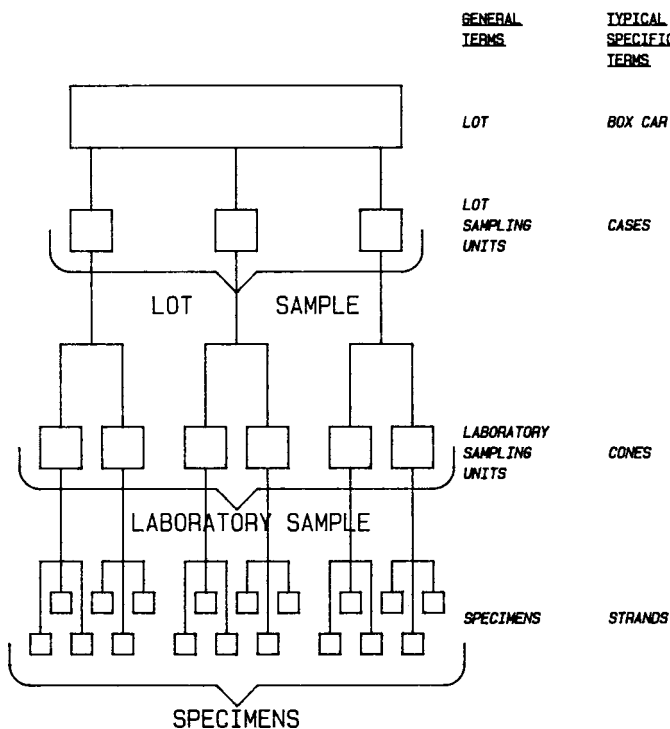 GENERAL TERMS
TYPICAL SPECIFIC TERMS
LOT
BOX CAR
LOT SAMPLING UNITS
CASES
LOT SAMPLE
LABORATORY SAMPLING UNITS
CONES
LABORATORY SAMPLE
SPECIMENS
STRANDS
SPECIMENS